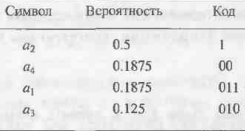 Символ Вероятность Код
a₂ 0.5 1
a₄ 0.1875 00
a₁ 0.1875 011
a₃ 0.125 010